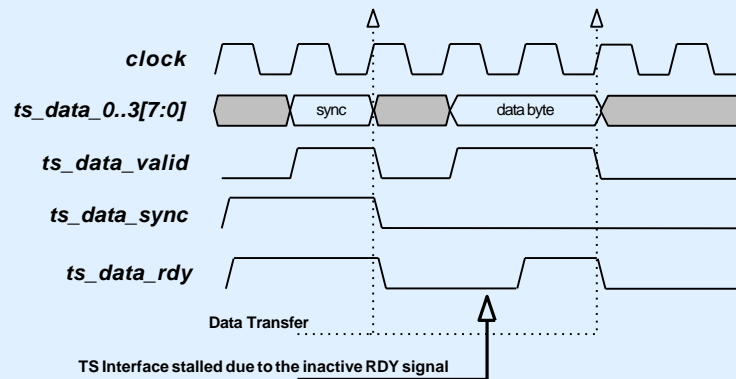 clock
ts_data_0..3[7:0]
sync
data byte
ts_data_valid
ts_data_sync
ts_data_rdy
Data Transfer
TS Interface stalled due to the inactive RDY signal